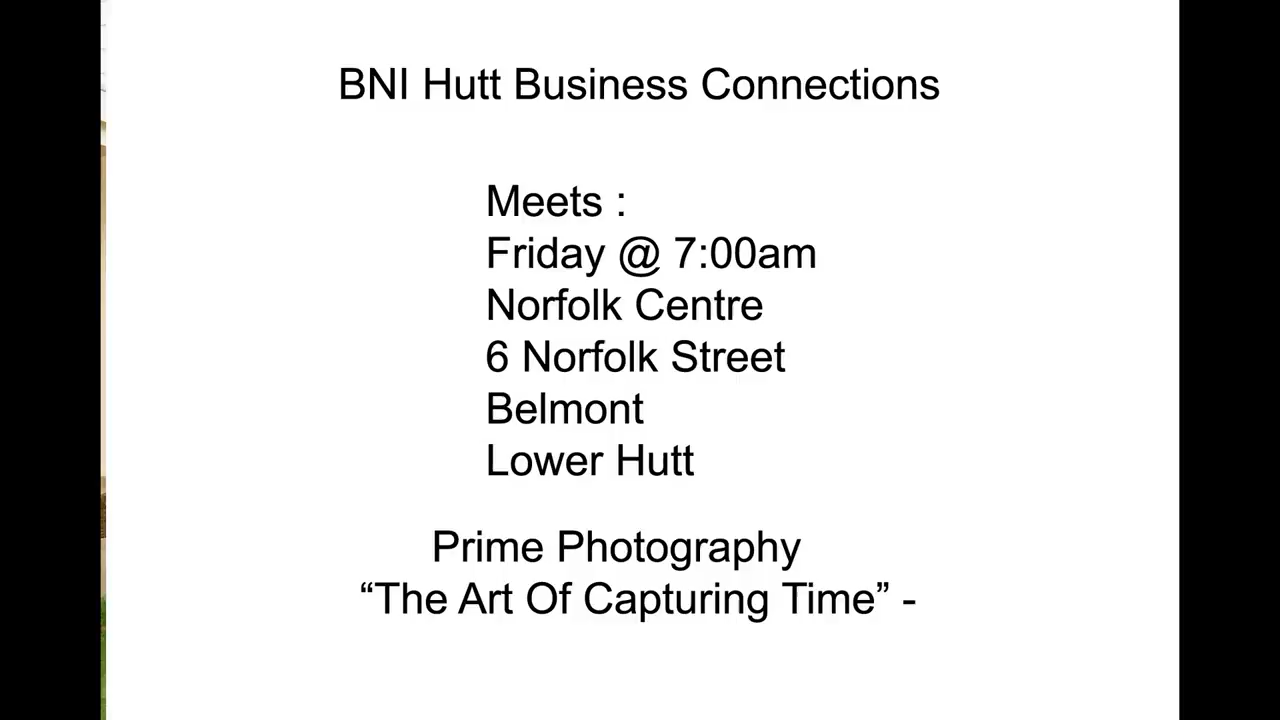 BNI Hutt Business Connections
Meets :
Friday @ 7:00am
Norfolk Centre
6 Norfolk Street
Belmont
Lower Hutt
Prime Photography
“The Art Of Capturing Time” -